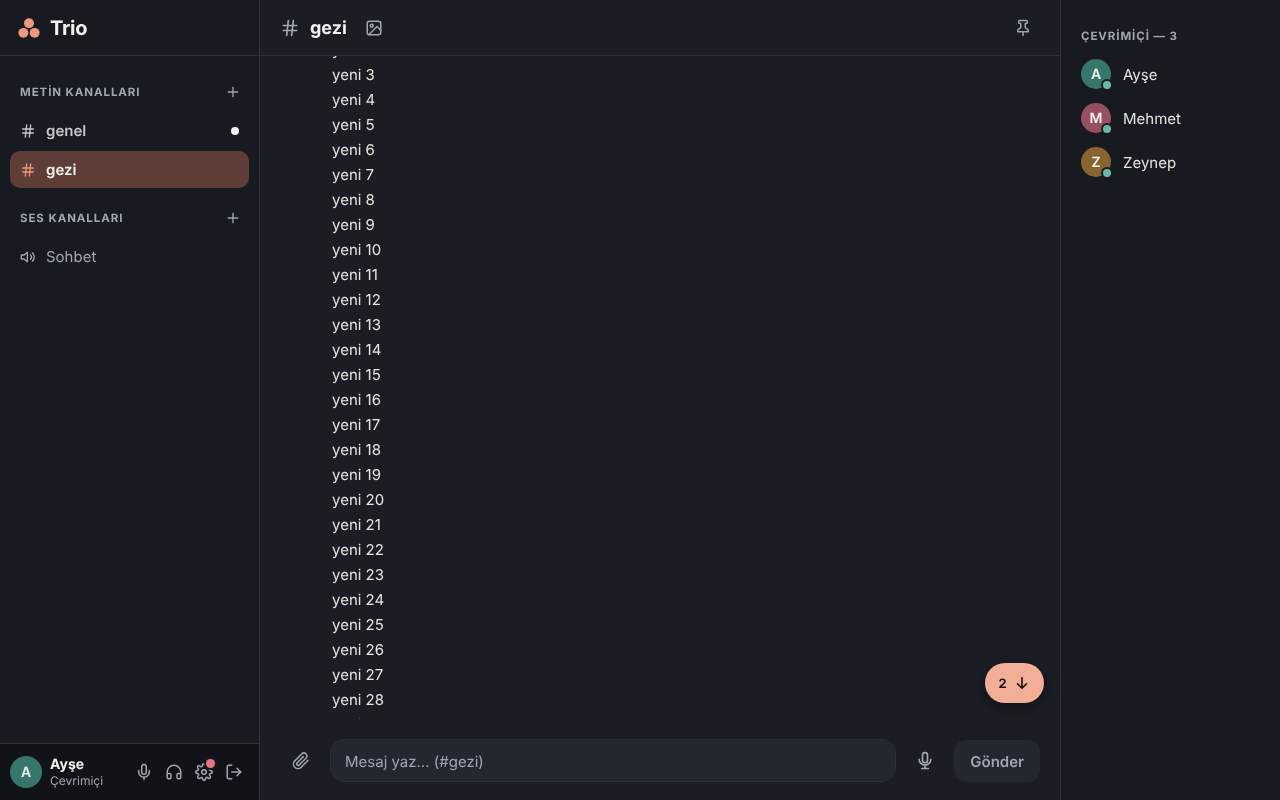 Trio
METİN KANALLARI
genel
gezi
SES KANALLARI
Sohbet
A
Ayşe
Çevrimiçi
gezi
yeni 3
yeni 4
yeni 5
yeni 6
yeni 7
yeni 8
yeni 9
yeni 10
yeni 11
yeni 12
yeni 13
yeni 14
yeni 15
yeni 16
yeni 17
yeni 18
yeni 19
yeni 20
yeni 21
yeni 22
yeni 23
yeni 24
yeni 25
yeni 26
yeni 27
yeni 28
2
Mesaj yaz... (#gezi)
Gönder
ÇEVRİMİÇİ — 3
A Ayşe
M Mehmet
Z Zeynep